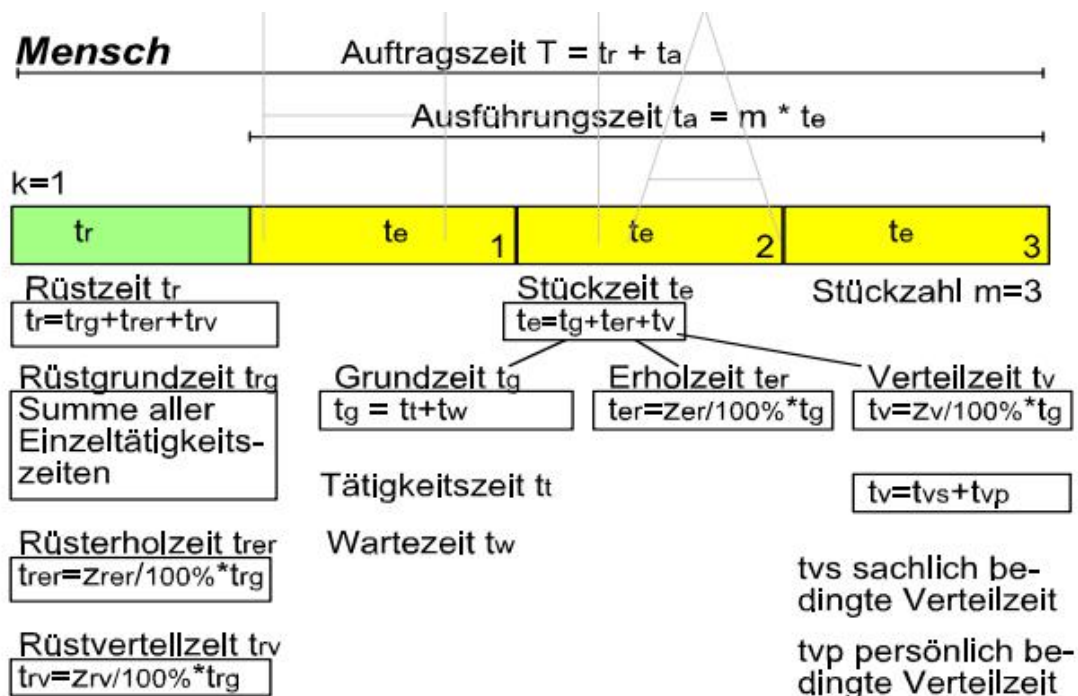 Mensch
Auftragszeit T = tr + ta
Ausführungszeit ta = m * te
k=1
tr
te 1
te 2
te 3
Rüstzeit tr
tr=trg+trer+trv
Stückzeit te
te=tg+ter+tv
Stückzahl m=3
Rüstgrundzeit trg
Summe aller
Einzeltätigkeits-
zeiten
Grundzeit tg
tg = tt+tw
Erholzeit ter
ter=zer/100%*tg
Verteilzeit tv
tv=zv/100%*tg
Tätigkeitszeit tt
tv=tvs+tvp
Rüsterholzeit trer
trer=zrer/100%*trg
Wartezeit tw
tvs sachlich be-
dingte Verteilzeit
Rüstvertellzelt trv
trv=zrv/100%*trg
tvp persönlich be-
dingte Verteilzeit